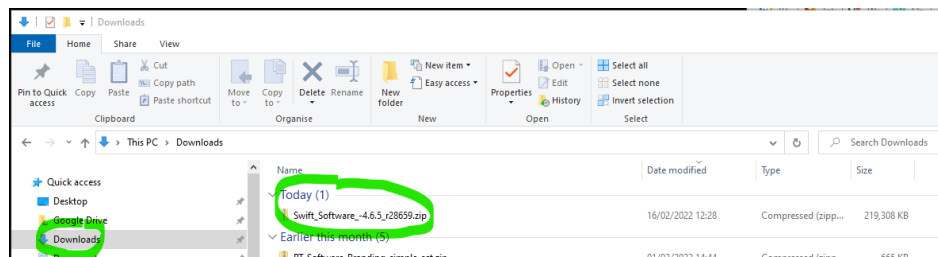 Downloads
File Home Share View
Pin to Quick access
Copy
Paste
Cut
Copy path
Paste shortcut
Clipboard
Move to
Copy to
Delete
Rename
Organise
New folder
New item
Easy access
New
Properties
Open
Edit
History
Open
Select all
Select none
Invert selection
Select
This PC > Downloads
Search Downloads
Name Date modified Type Size
Quick access
Desktop
Google Drive
Downloads
Today (1)
Swift_Software_-4.6.5_r28659.zip 16/02/2022 12:28 Compressed (zipp... 219,308 KB
Earlier this month (5)